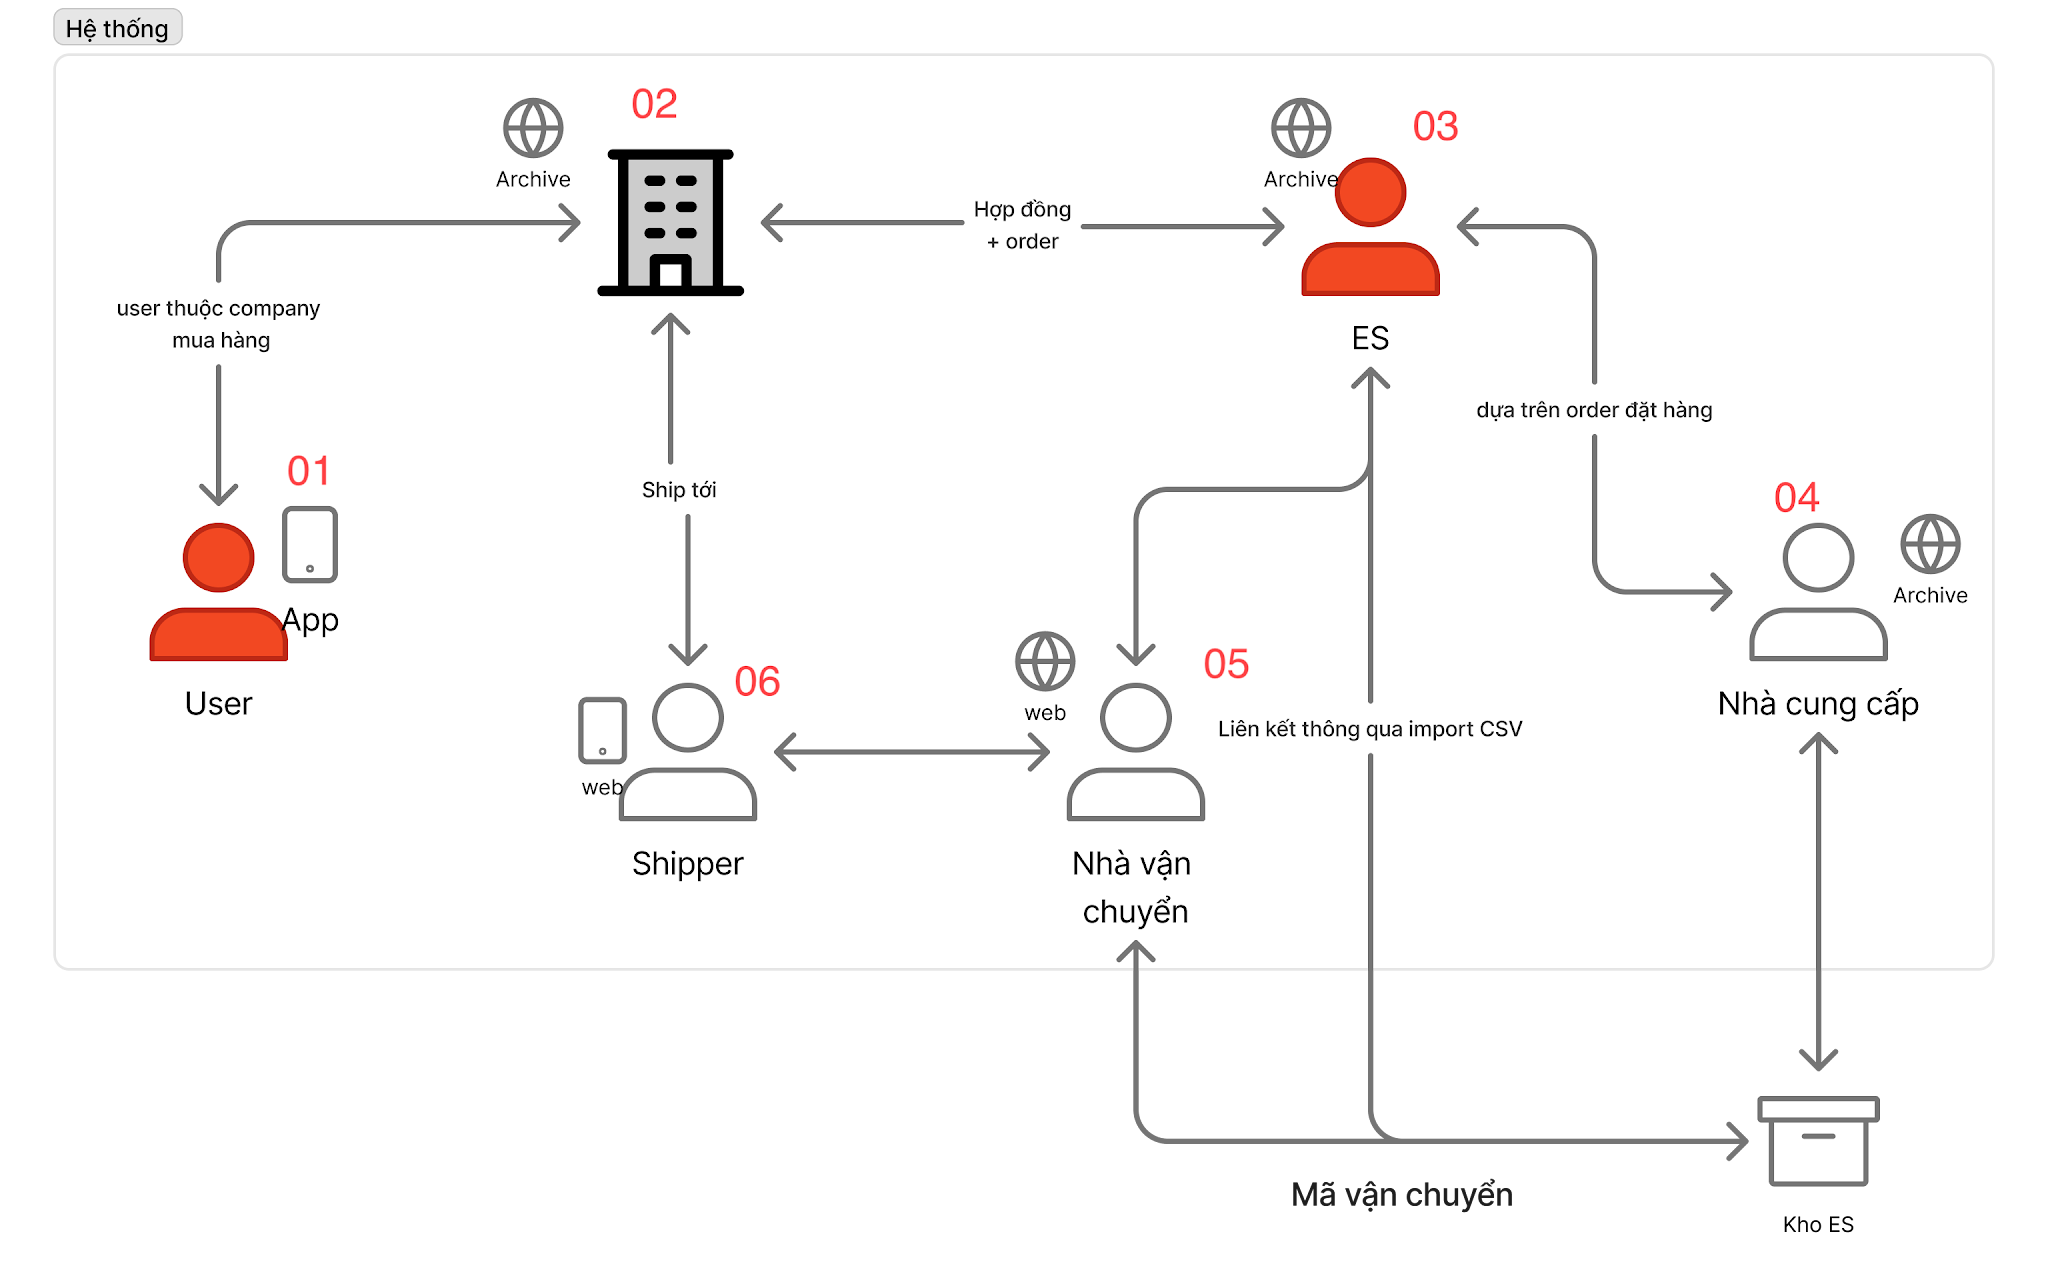 Hệ thống
02
03
Archive
Archive
Hợp đồng
+ order
user thuộc company
mua hàng
ES
dựa trên order đặt hàng
01
Ship tới
04
App
Archive
User
06
05
web
Nhà cung cấp
Liên kết thông qua import CSV
web
Shipper
Nhà vận
chuyển
Mã vận chuyển
Kho ES